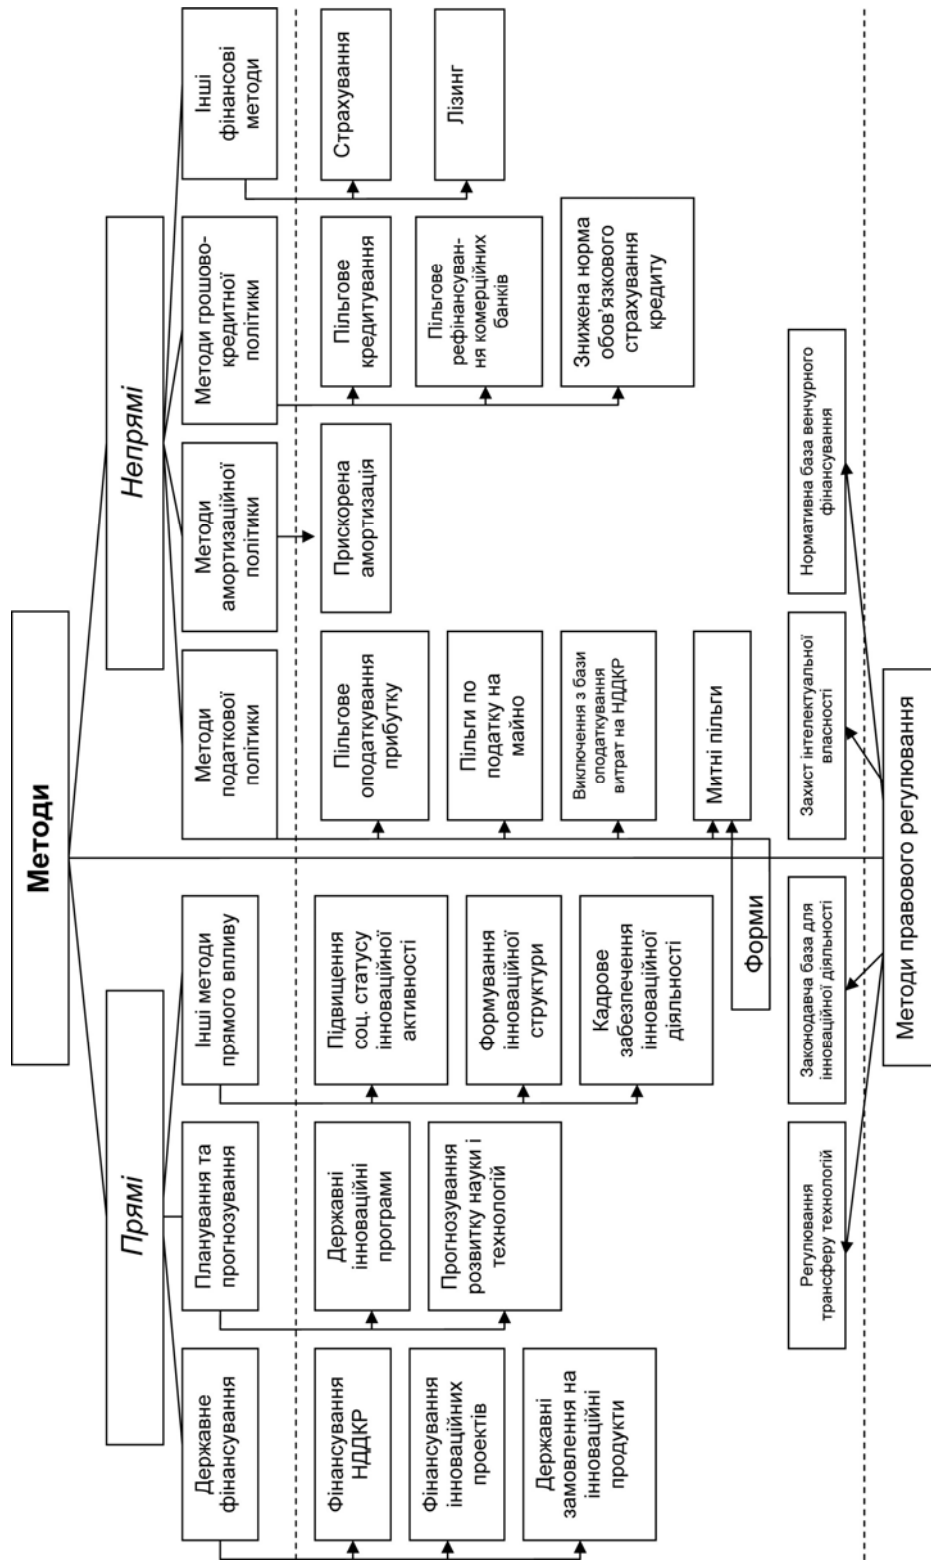 Методи
Прямі
Непрямі
Державне
фінансування
Планування та
прогнозування
Інші методи
прямого впливу
Методи
податкової
політики
Методи
амортизаційної
політики
Методи грошово-
кредитної
політики
Інші
фінансові
методи
Фінансування
НДДКР
Фінансування
інноваційних
проектів
Державні
замовлення на
інноваційні
продукти
Державні
інноваційні
програми
Прогнозування
розвитку науки і
технологій
Підвищення
соц. статусу
інноваційної
активності
Формування
інноваційної
структури
Кадрове
забезпечення
інноваційної
діяльності
Пільгове
оподаткування
прибутку
Пільги по
податку на
майно
Виключення з бази
оподаткування
витрат на НДДКР
Митні пільги
Прискорена
амортизація
Пільгове
кредитування
Пільгове
рефінансуван-
ня комерційних
банків
Знижена норма
обов’язкового
страхування
кредиту
Страхування
Лізинг
Форми
Регулювання
трансферу технологій
Законодавча база для
інноваційної діяльності
Захист інтелектуальної
власності
Нормативна база венчурного
фінансування
Методи правового регулювання